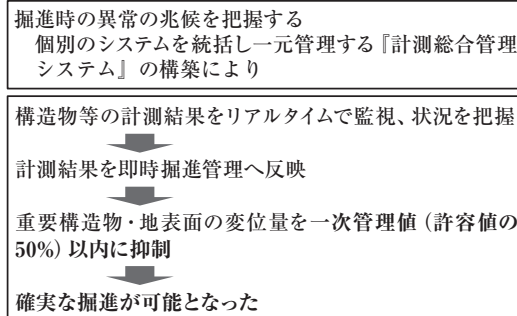 掘進時の異常の兆候を把握する
個別のシステムを統括し一元管理する『計測総合管理
システム』の構築により
構造物等の計測結果をリアルタイムで監視、状況を把握
計測結果を即時掘進管理へ反映
重要構造物・地表面の変位量を一次管理値（許容値の
50%）以内に抑制
確実な掘進が可能となった